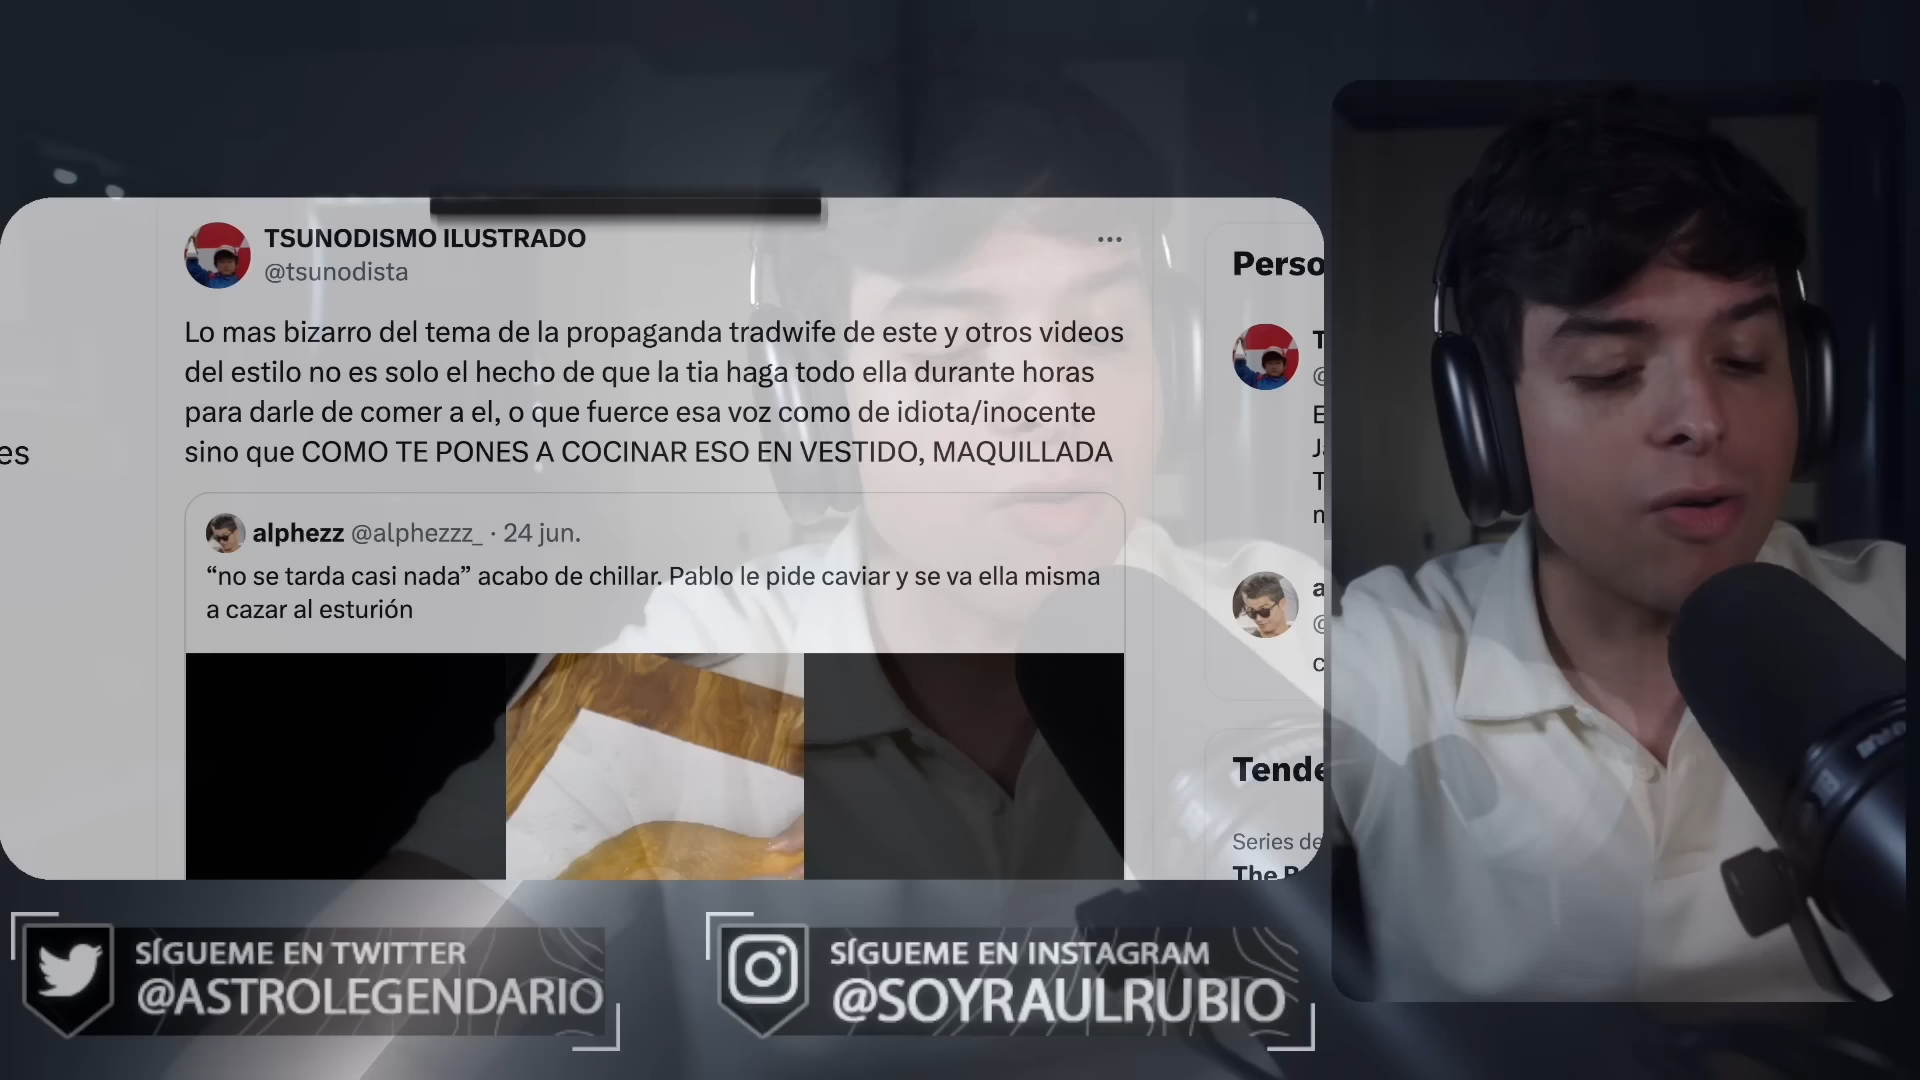 TSUNODISMO ILUSTRADO
@tsunodista
Lo mas bizarro del tema de la propaganda tradwife de este y otros videos
del estilo no es solo el hecho de que la tia haga todo ella durante horas
para darle de comer a el, o que fuerce esa voz como de idiota/inocente
sino que COMO TE PONES A COCINAR ESO EN VESTIDO, MAQUILLADA
alphezz @alphezzz_ · 24 jun.
“no se tarda casi nada” acabo de chillar. Pablo le pide caviar y se va ella misma
a cazar al esturión
es
Perso
T
@
E
Ja
T
m
a
@
c
Tende
Series de
The
SÍGUEME EN TWITTER
@ASTROLEGENDARIO
SÍGUEME EN INSTAGRAM
@SOYRAULRUBIO